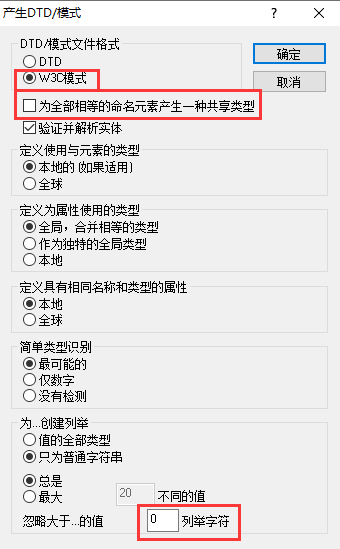 产生DTD/模式
DTD/模式文件格式
DTD
W3C模式
确定
取消
为全部相等的命名元素产生一种共享类型
验证并解析实体
定义使用与元素的类型
本地的 (如果适用)
全球
定义为属性使用的类型
全局，合并相等的类型
作为独特的全局类型
本地
定义具有相同名称和类型的属性
本地
全球
简单类型识别
最可能的
仅数字
没有检测
为...创建列举
值的全部类型
只为普通字符串
总是
最大 20 不同的值
忽略大于...的值 0 列举字符